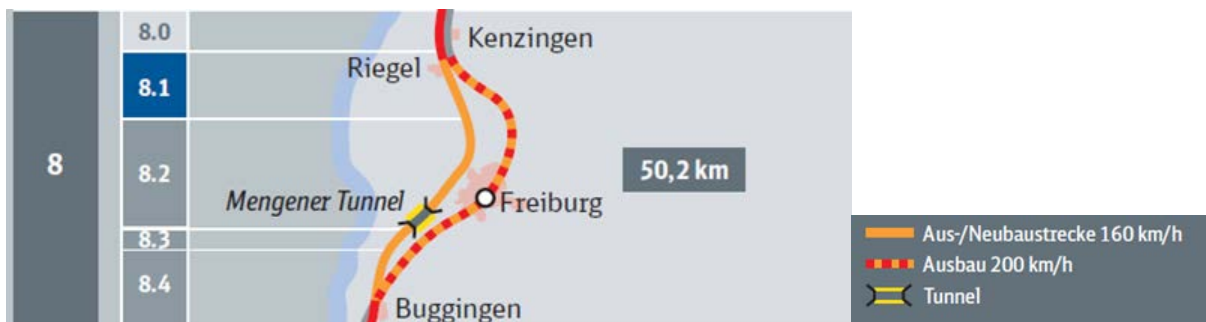 8
8.0
8.1
8.2
8.3
8.4
Kenzingen
Riegel
50,2 km
Mengener Tunnel
Freiburg
Buggingen
Aus-/Neubaustrecke 160 km/h
Ausbau 200 km/h
Tunnel